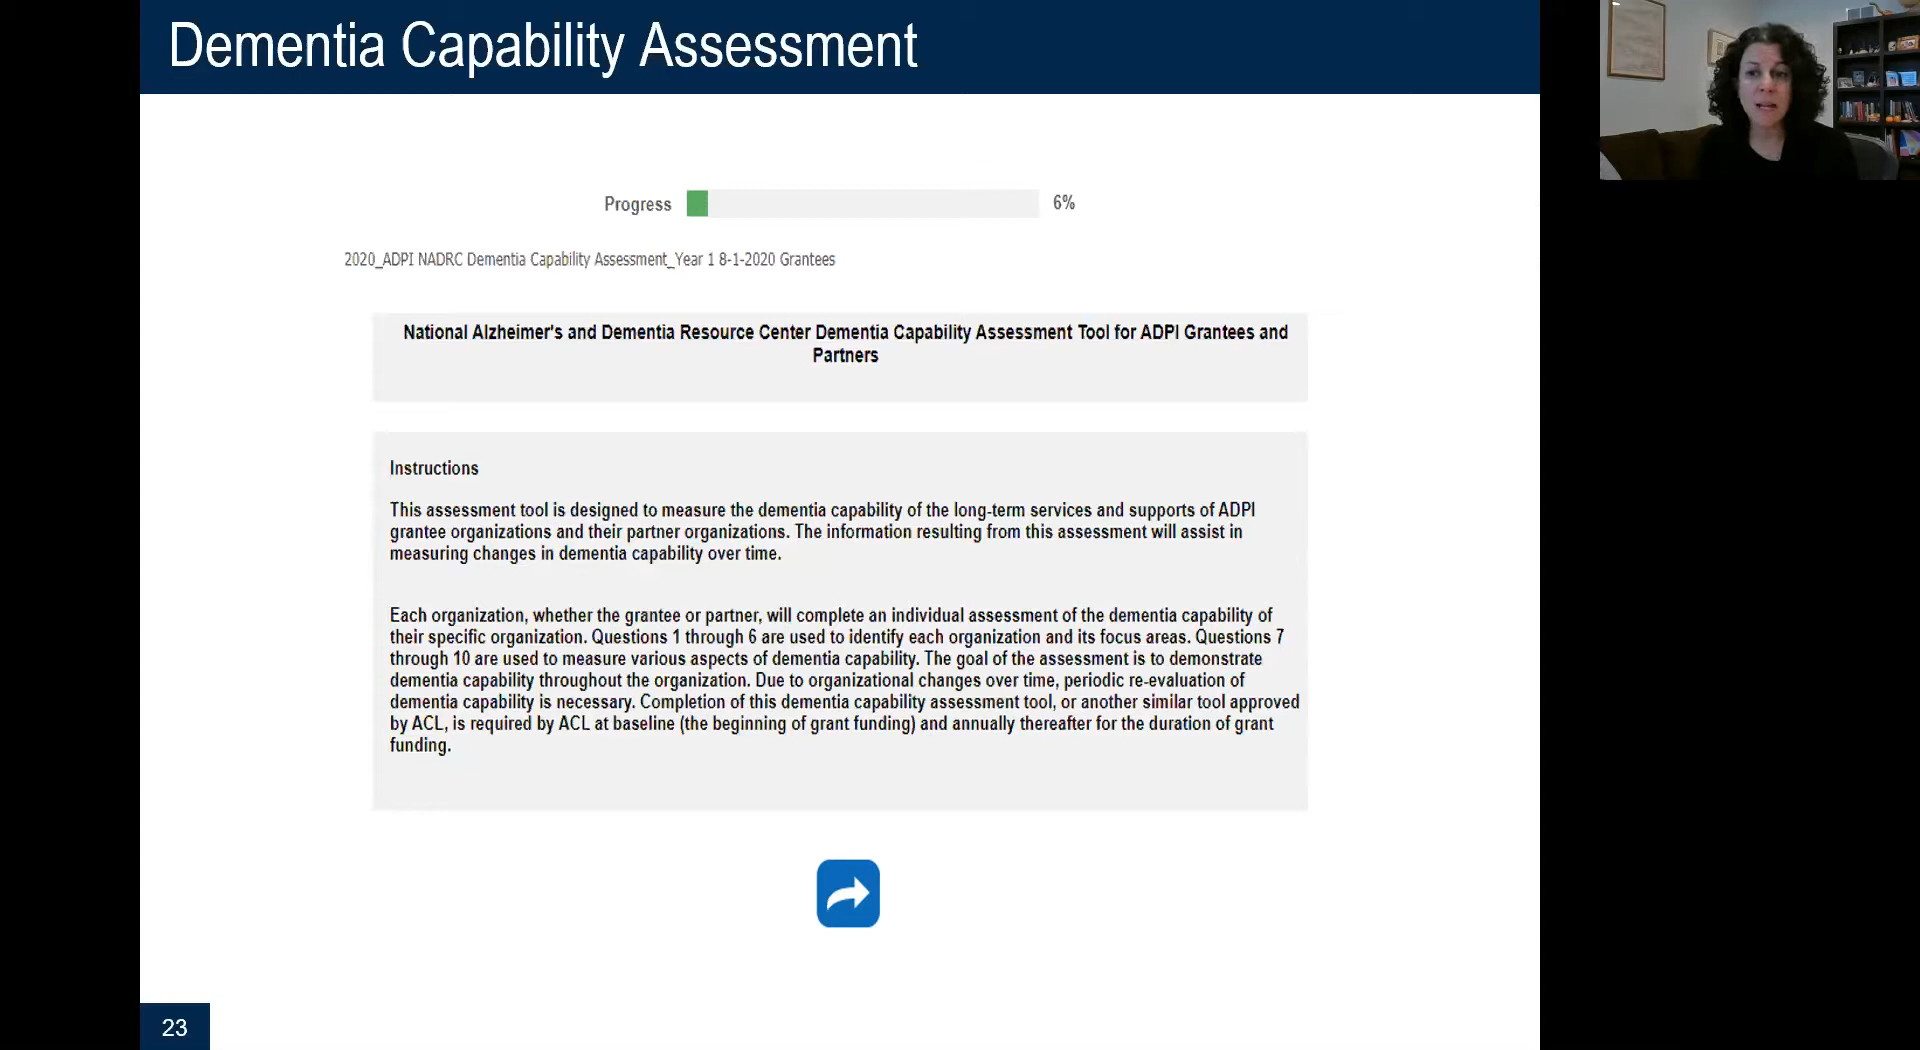 Dementia Capability Assessment
Progress 6%
2020_ADPI NADRC Dementia Capability Assessment_Year 1 8-1-2020 Grantees
National Alzheimer's and Dementia Resource Center Dementia Capability Assessment Tool for ADPI Grantees and
Partners
Instructions
This assessment tool is designed to measure the dementia capability of the long-term services and supports of ADPI
grantee organizations and their partner organizations. The information resulting from this assessment will assist in
measuring changes in dementia capability over time.
Each organization, whether the grantee or partner, will complete an individual assessment of the dementia capability of
their specific organization. Questions 1 through 6 are used to identify each organization and its focus areas. Questions 7
through 10 are used to measure various aspects of dementia capability. The goal of the assessment is to demonstrate
dementia capability throughout the organization. Due to organizational changes over time, periodic re-evaluation of
dementia capability is necessary. Completion of this dementia capability assessment tool, or another similar tool approved
by ACL, is required by ACL at baseline (the beginning of grant funding) and annually thereafter for the duration of grant
funding.
23